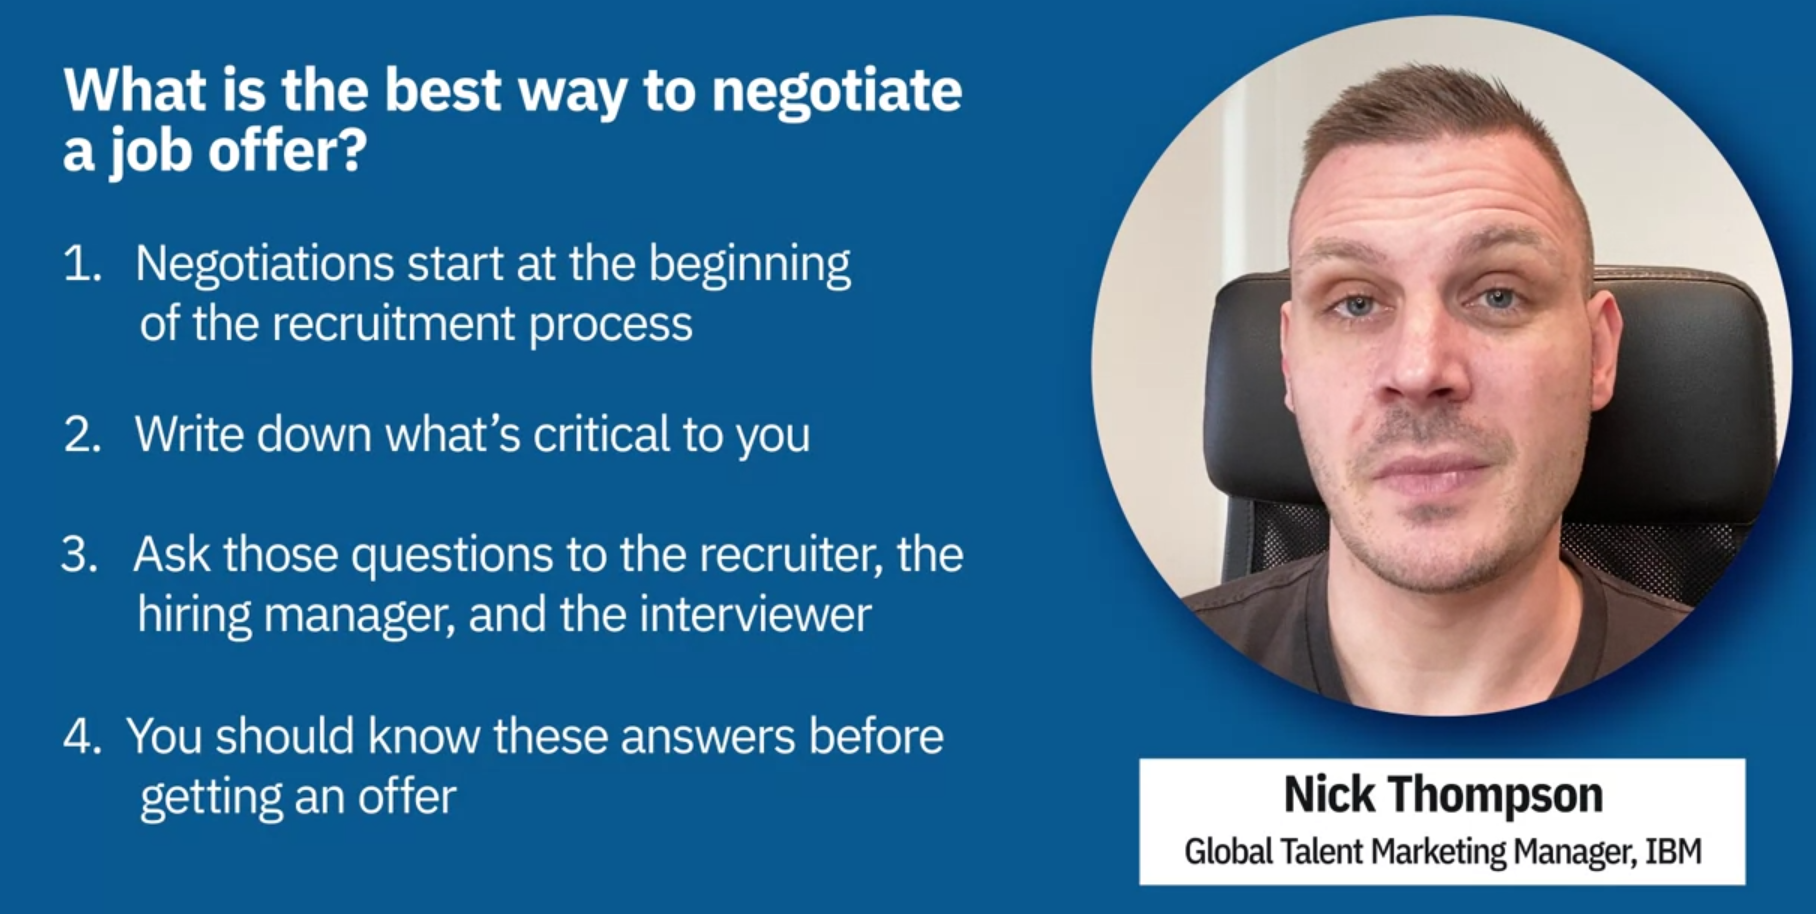 What is the best way to negotiate
a job offer?
1. Negotiations start at the beginning
of the recruitment process
2. Write down what’s critical to you
3. Ask those questions to the recruiter, the
hiring manager, and the interviewer
4. You should know these answers before
getting an offer
Nick Thompson
Global Talent Marketing Manager, IBM